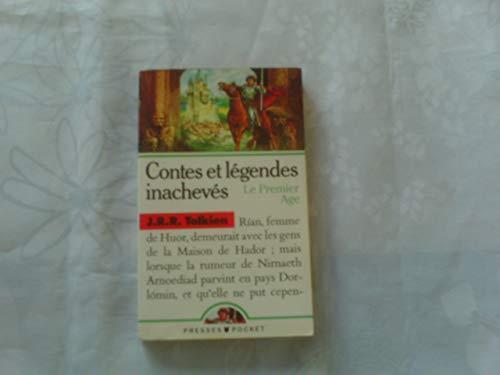 Contes et légendes
inachevés
Le Premier
Age
J.R.R. Tolkien
Rían, femme
de Huor, demeurait avec les gens
de la Maison de Hador ; mais
lorsque la rumeur de Nirnaeth
Arnoediad parvint en pays Dor-
lómin, et qu'elle ne put cepen-
PRESSES POCKET